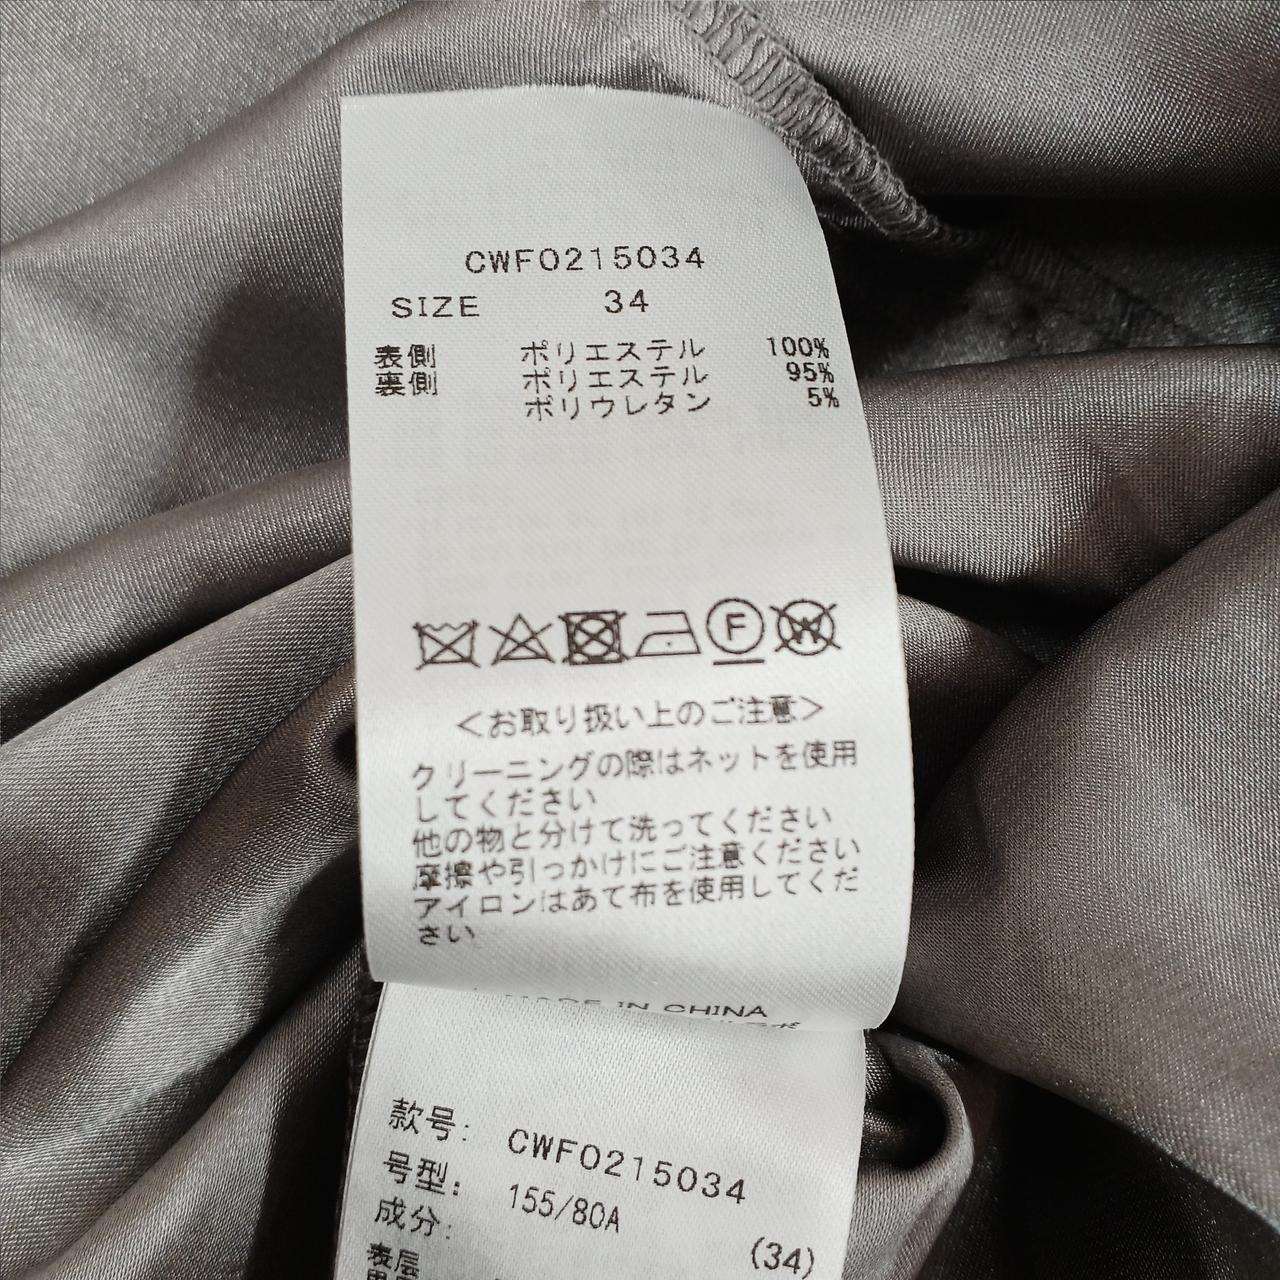 CWF0215034
SIZE 34
表側 ポリエステル 100%
裏側 ポリエステル 95%
ポリウレタン 5%
F
W
<お取り扱い上のご注意>
クリーニングの際はネットを使用
してください
他の物と分けて洗ってください
摩擦や引っかけにご注意ください
アイロンはあて布を使用してくだ
さい
MADE IN CHINA
款号: CWF0215034
号型: 155/80A
(34)
成分:
表层